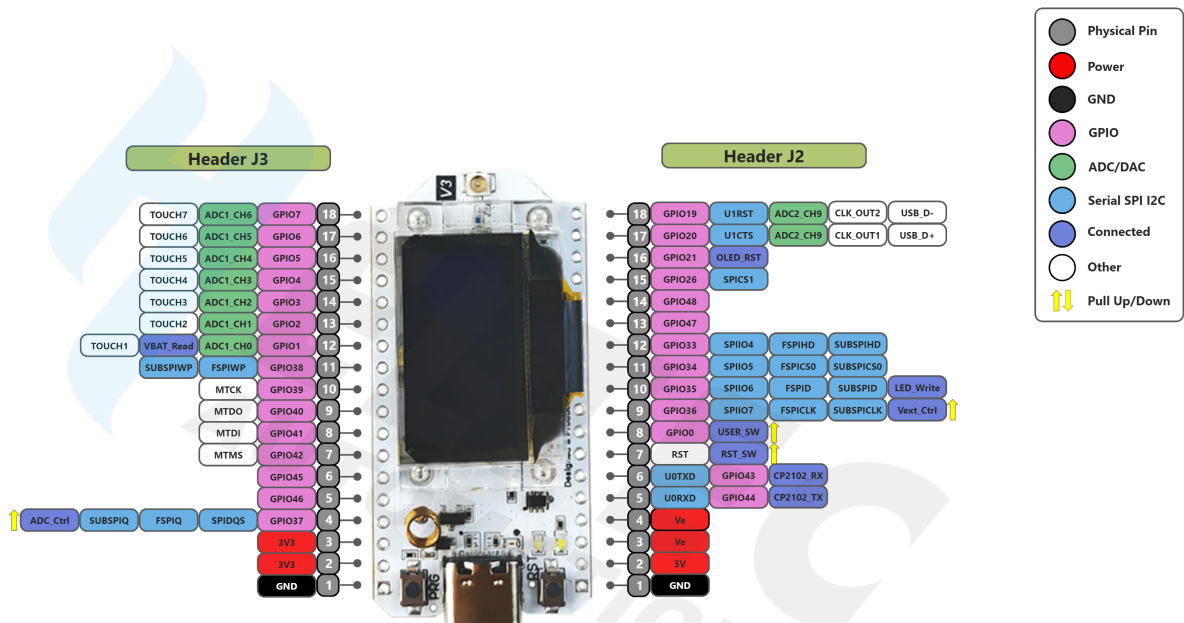 Physical Pin
Power
GND
GPIO
ADC/DAC
Serial SPI I2C
Connected
Other
Pull Up/Down
Header J3
TOUCH7 ADC1_CH6 GPIO7 18
TOUCH6 ADC1_CH5 GPIO6 17
TOUCH5 ADC1_CH4 GPIO5 16
TOUCH4 ADC1_CH3 GPIO4 15
TOUCH3 ADC1_CH2 GPIO3 14
TOUCH2 ADC1_CH1 GPIO2 13
TOUCH1 VBAT_Read ADC1_CH0 GPIO1 12
SUBSPIWP FSPIWP GPIO38 11
MTCK GPIO39 10
MTDO GPIO40 9
MTDI GPIO41 8
MTMS GPIO42 7
GPIO45 6
GPIO46 5
ADC_Ctrl SUBSPIQ FSPIQ SPIDQS GPIO37 4
3V3 3
3V3 2
GND 1
V3
PRG
RST
Header J2
18 GPIO19 U1RST ADC2_CH9 CLK_OUT2 USB_D-
17 GPIO20 U1CTS ADC2_CH9 CLK_OUT1 USB_D+
16 GPIO21 OLED_RST
15 GPIO26 SPICS1
14 GPIO48
13 GPIO47
12 GPIO33 SPIIO4 FSPIHD SUBSPIHD
11 GPIO34 SPIIO5 FSPICS0 SUBSPICS0
10 GPIO35 SPIIO6 FSPID SUBSPID LED_Write
9 GPIO36 SPIIO7 FSPICLK SUBSPICLK Vext_Ctrl
8 GPIO0 USER_SW
7 RST RST_SW
6 U0TXD GPIO43 CP2102_RX
5 U0RXD GPIO44 CP2102_TX
4 Ve
3 Ve
2 5V
1 GND